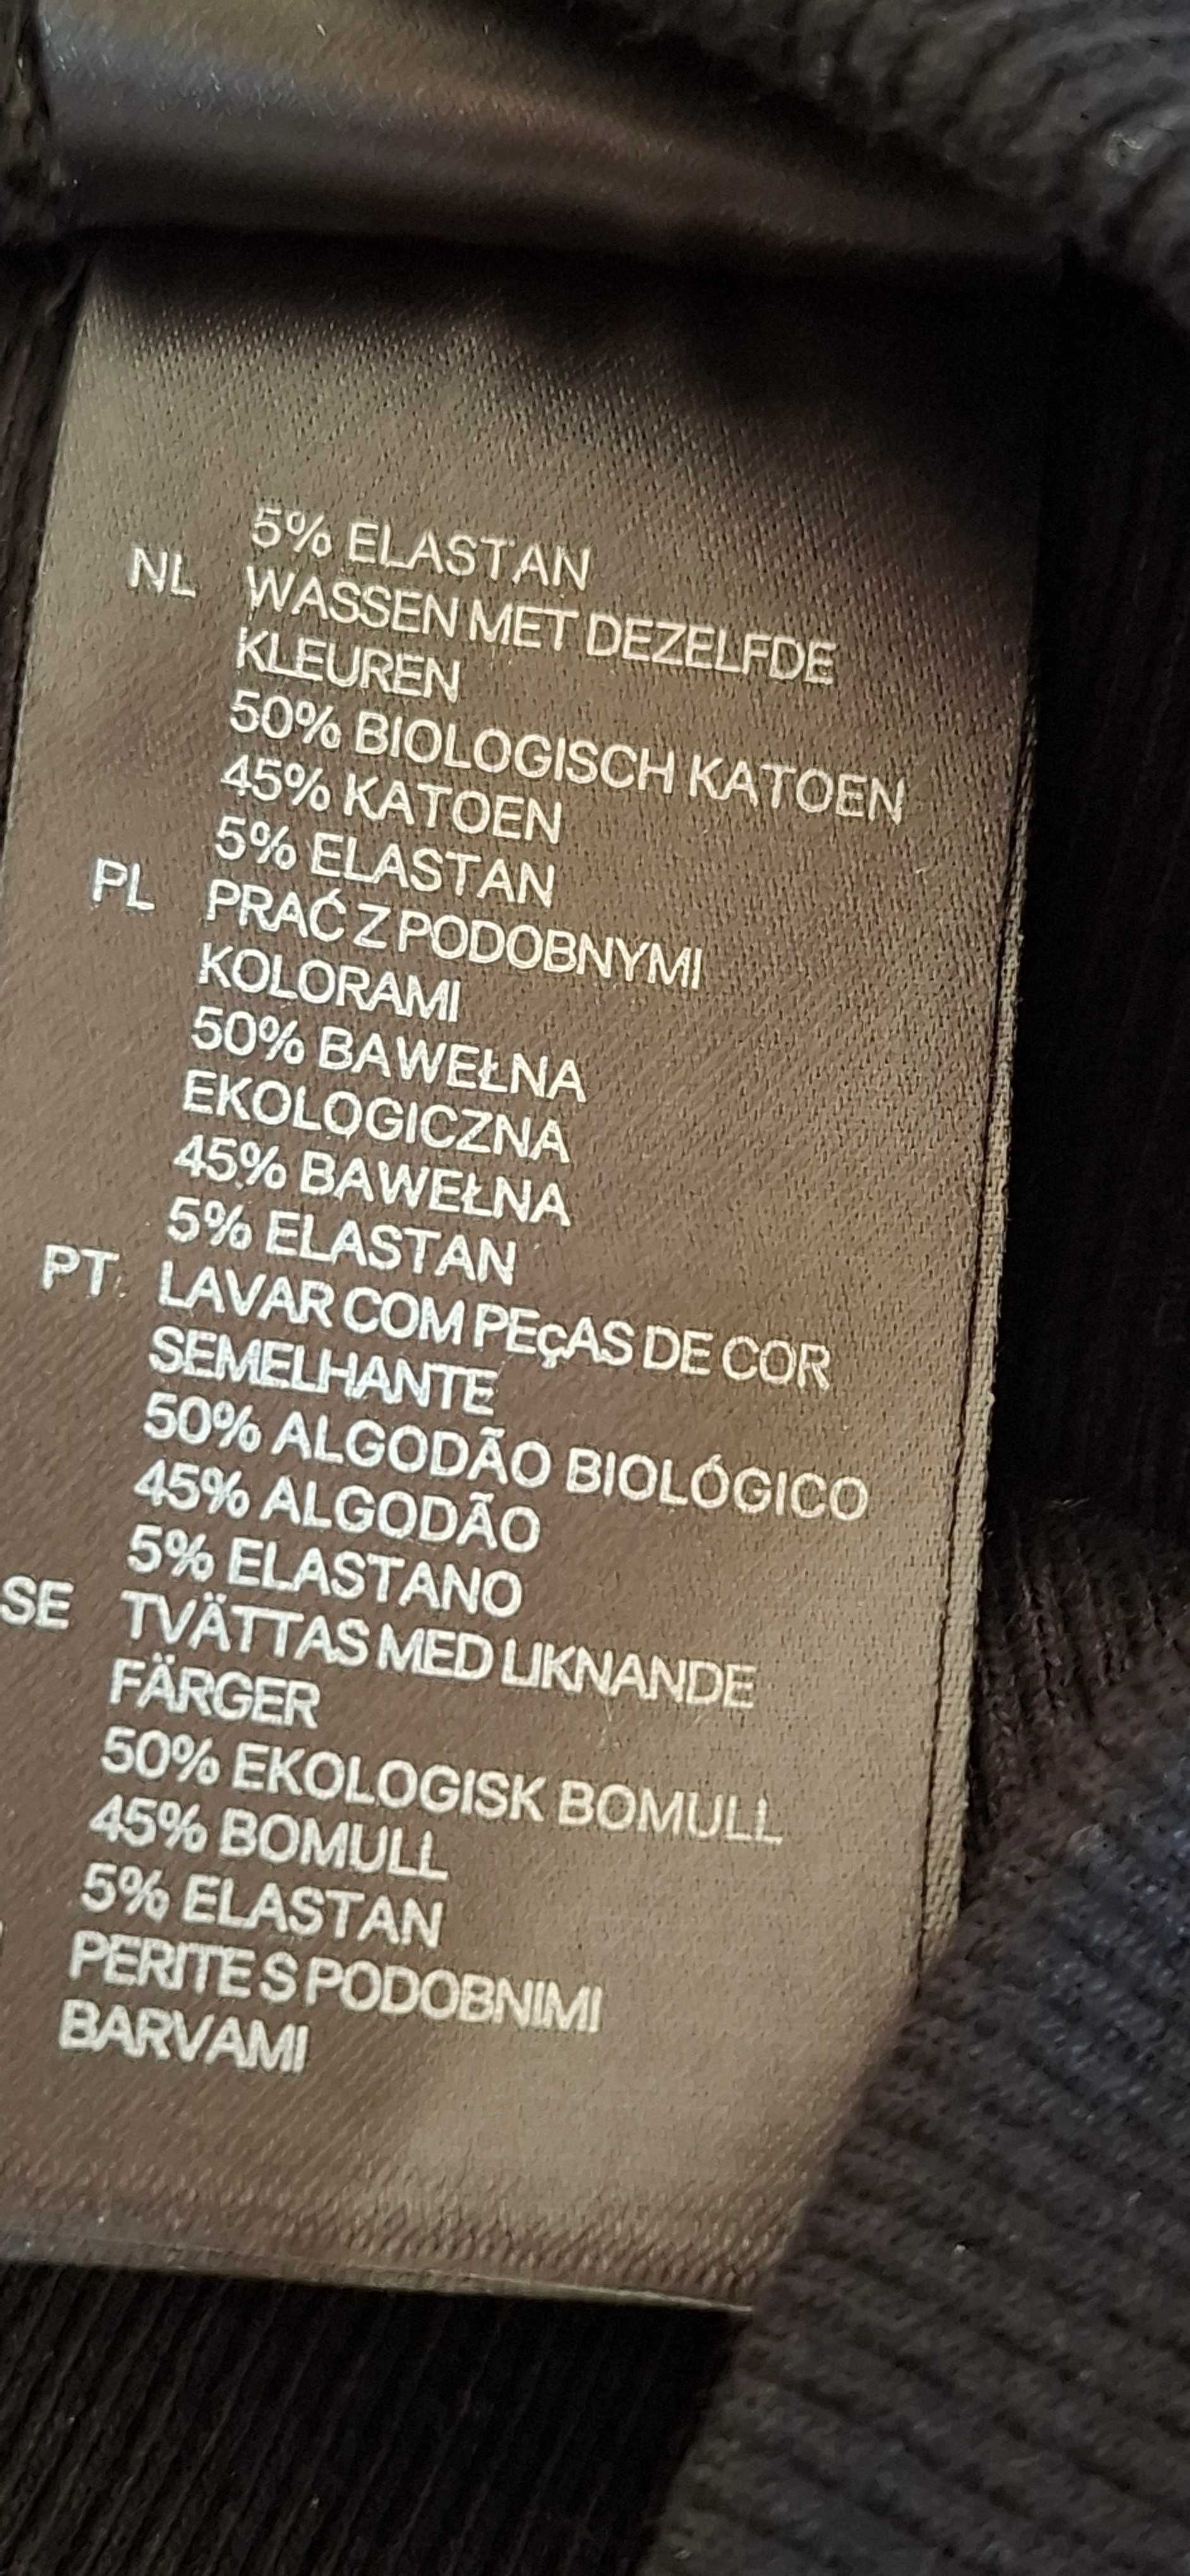 5% ELASTAN
NL WASSEN MET DEZELFDE
KLEUREN
50% BIOLOGISCH KATOEN
45% KATOEN
5% ELASTAN
PL PRAĆ Z PODOBNYMI
KOLORAMI
50% BAWEŁNA
EKOLOGICZNA
45% BAWEŁNA
5% ELASTAN
PT LAVAR COM PEçAS DE COR
SEMELHANTE
50% ALGODÃO BIOLÓGICO
45% ALGODÃO
5% ELASTANO
SE TVÄTTAS MED LIKNANDE
FÄRGER
50% EKOLOGISK BOMULL
45% BOMULL
5% ELASTAN
PERITE S PODOBNIMI
BARVAMI